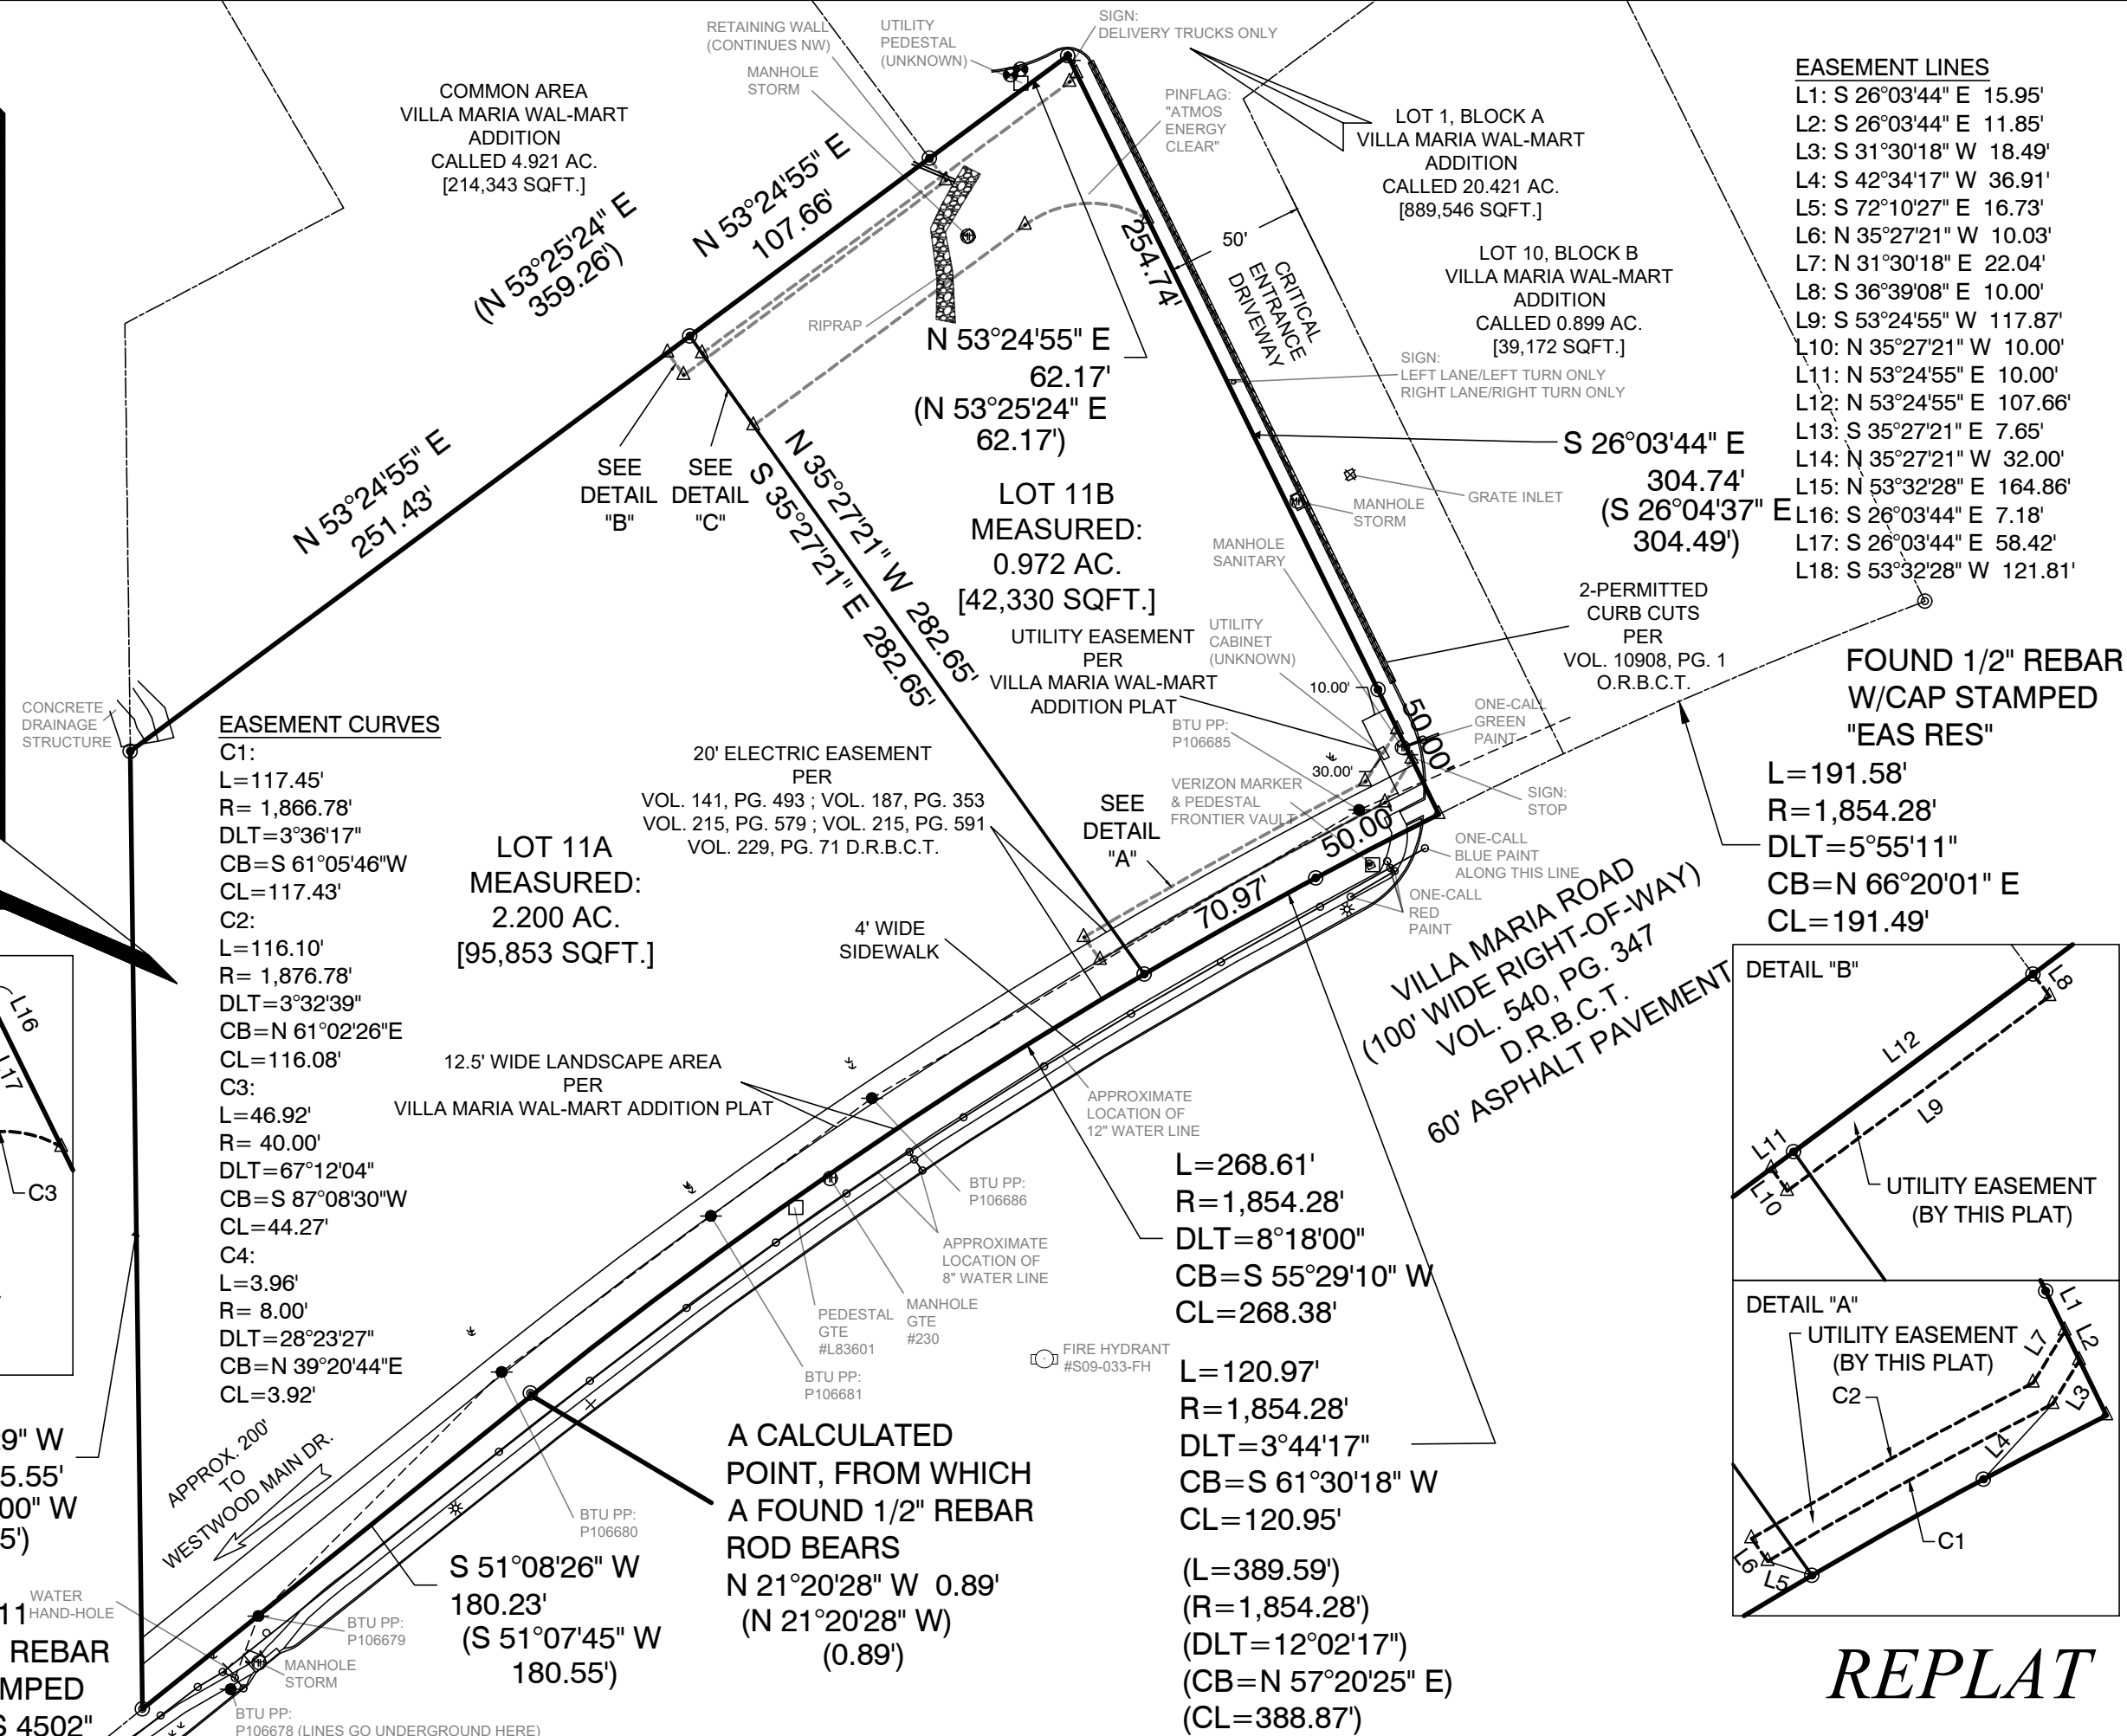 RETAINING WALL
(CONTINUES NW)
MANHOLE
STORM
UTILITY
PEDESTAL
(UNKNOWN)
SIGN:
DELIVERY TRUCKS ONLY
PINFLAG:
"ATMOS
ENERGY
CLEAR"
COMMON AREA
VILLA MARIA WAL-MART
ADDITION
CALLED 4.921 AC.
[214,343 SQFT.]
LOT 1, BLOCK A
VILLA MARIA WAL-MART
ADDITION
CALLED 20.421 AC.
[889,546 SQFT.]
LOT 10, BLOCK B
VILLA MARIA WAL-MART
ADDITION
CALLED 0.899 AC.
[39,172 SQFT.]
EASEMENT LINES
L1: S 26°03'44" E 15.95'
L2: S 26°03'44" E 11.85'
L3: S 31°30'18" W 18.49'
L4: S 42°34'17" W 36.91'
L5: S 72°10'27" E 16.73'
L6: N 35°27'21" W 10.03'
L7: N 31°30'18" E 22.04'
L8: S 36°39'08" E 10.00'
L9: S 53°24'55" W 117.87'
L10: N 35°27'21" W 10.00'
L11: N 53°24'55" E 10.00'
L12: N 53°24'55" E 107.66'
L13: S 35°27'21" E 7.65'
L14: N 35°27'21" W 32.00'
L15: N 53°32'28" E 164.86'
L16: S 26°03'44" E 7.18'
L17: S 26°03'44" E 58.42'
L18: S 53°32'28" W 121.81'
N 53°24'55" E
107.66'
(N 53°25'24" E
359.26')
N 53°24'55" E
251.43'
RIPRAP
N 53°24'55" E
62.17'
(N 53°25'24" E
62.17')
254.74'
50'
CRITICAL
ENTRANCE
DRIVEWAY
SIGN:
LEFT LANE/LEFT TURN ONLY
RIGHT LANE/RIGHT TURN ONLY
S 26°03'44" E
304.74'
(S 26°04'37" E
304.49')
SEE
DETAIL
"B"
SEE
DETAIL
"C"
N 35°27'21" W 282.65'
S 35°27'21" E 282.65'
LOT 11B
MEASURED:
0.972 AC.
[42,330 SQFT.]
MANHOLE
STORM
GRATE INLET
MANHOLE
SANITARY
2-PERMITTED
CURB CUTS
PER
VOL. 10908, PG. 1
O.R.B.C.T.
UTILITY EASEMENT
PER
VILLA MARIA WAL-MART
ADDITION PLAT
UTILITY
CABINET
(UNKNOWN)
10.00'
50.00'
30.00'
BTU PP:
P106685
ONE-CALL
GREEN
PAINT
FOUND 1/2" REBAR
W/CAP STAMPED
"EAS RES"
L=191.58'
R=1,854.28'
DLT=5°55'11"
CB=N 66°20'01" E
CL=191.49'
CONCRETE
DRAINAGE
STRUCTURE
EASEMENT CURVES
C1:
L=117.45'
R= 1,866.78'
DLT=3°36'17"
CB=S 61°05'46"W
CL=117.43'
C2:
L=116.10'
R= 1,876.78'
DLT=3°32'39"
CB=N 61°02'26"E
CL=116.08'
C3:
L=46.92'
R= 40.00'
DLT=67°12'04"
CB=S 87°08'30"W
CL=44.27'
C4:
L=3.96'
R= 8.00'
DLT=28°23'27"
CB=N 39°20'44"E
CL=3.92'
20' ELECTRIC EASEMENT
PER
VOL. 141, PG. 493 ; VOL. 187, PG. 353
VOL. 215, PG. 579 ; VOL. 215, PG. 591
VOL. 229, PG. 71 D.R.B.C.T.
LOT 11A
MEASURED:
2.200 AC.
[95,853 SQFT.]
SEE
DETAIL
"A"
VERIZON MARKER
& PEDESTAL
FRONTIER VAULT
SIGN:
STOP
50.00'
70.97'
ONE-CALL
BLUE PAINT
ALONG THIS LINE
ONE-CALL
RED
PAINT
4' WIDE
SIDEWALK
VILLA MARIA ROAD
(100' WIDE RIGHT-OF-WAY)
VOL. 540, PG. 347
D.R.B.C.T.
60' ASPHALT PAVEMENT
12.5' WIDE LANDSCAPE AREA
PER
VILLA MARIA WAL-MART ADDITION PLAT
APPROXIMATE
LOCATION OF
12" WATER LINE
BTU PP:
P106686
APPROXIMATE
LOCATION OF
8" WATER LINE
PEDESTAL
GTE
#L83601
MANHOLE
GTE
#230
BTU PP:
P106681
FIRE HYDRANT
#S09-033-FH
L=268.61'
R=1,854.28'
DLT=8°18'00"
CB=S 55°29'10" W
CL=268.38'
L=120.97'
R=1,854.28'
DLT=3°44'17"
CB=S 61°30'18" W
CL=120.95'
(L=389.59')
(R=1,854.28')
(DLT=12°02'17")
(CB=N 57°20'25" E)
(CL=388.87')
DETAIL "B"
L8
L12
L9
L11
L10
UTILITY EASEMENT
(BY THIS PLAT)
DETAIL "A"
UTILITY EASEMENT
(BY THIS PLAT)
L1
L2
L7
L3
C2
L4
C1
L6
L5
L16
L17
C3
APPROX. 200'
TO
WESTWOOD MAIN DR.
9" W
5.55'
00" W
5')
BTU PP:
P106680
A CALCULATED
POINT, FROM WHICH
A FOUND 1/2" REBAR
ROD BEARS
N 21°20'28" W 0.89'
(N 21°20'28" W)
(0.89')
S 51°08'26" W
180.23'
(S 51°07'45" W
180.55')
WATER
HAND-HOLE
11
REBAR
MPED
S 4502"
BTU PP:
P106679
MANHOLE
STORM
BTU PP:
P106678 (LINES GO UNDERGROUND HERE)
REPLAT